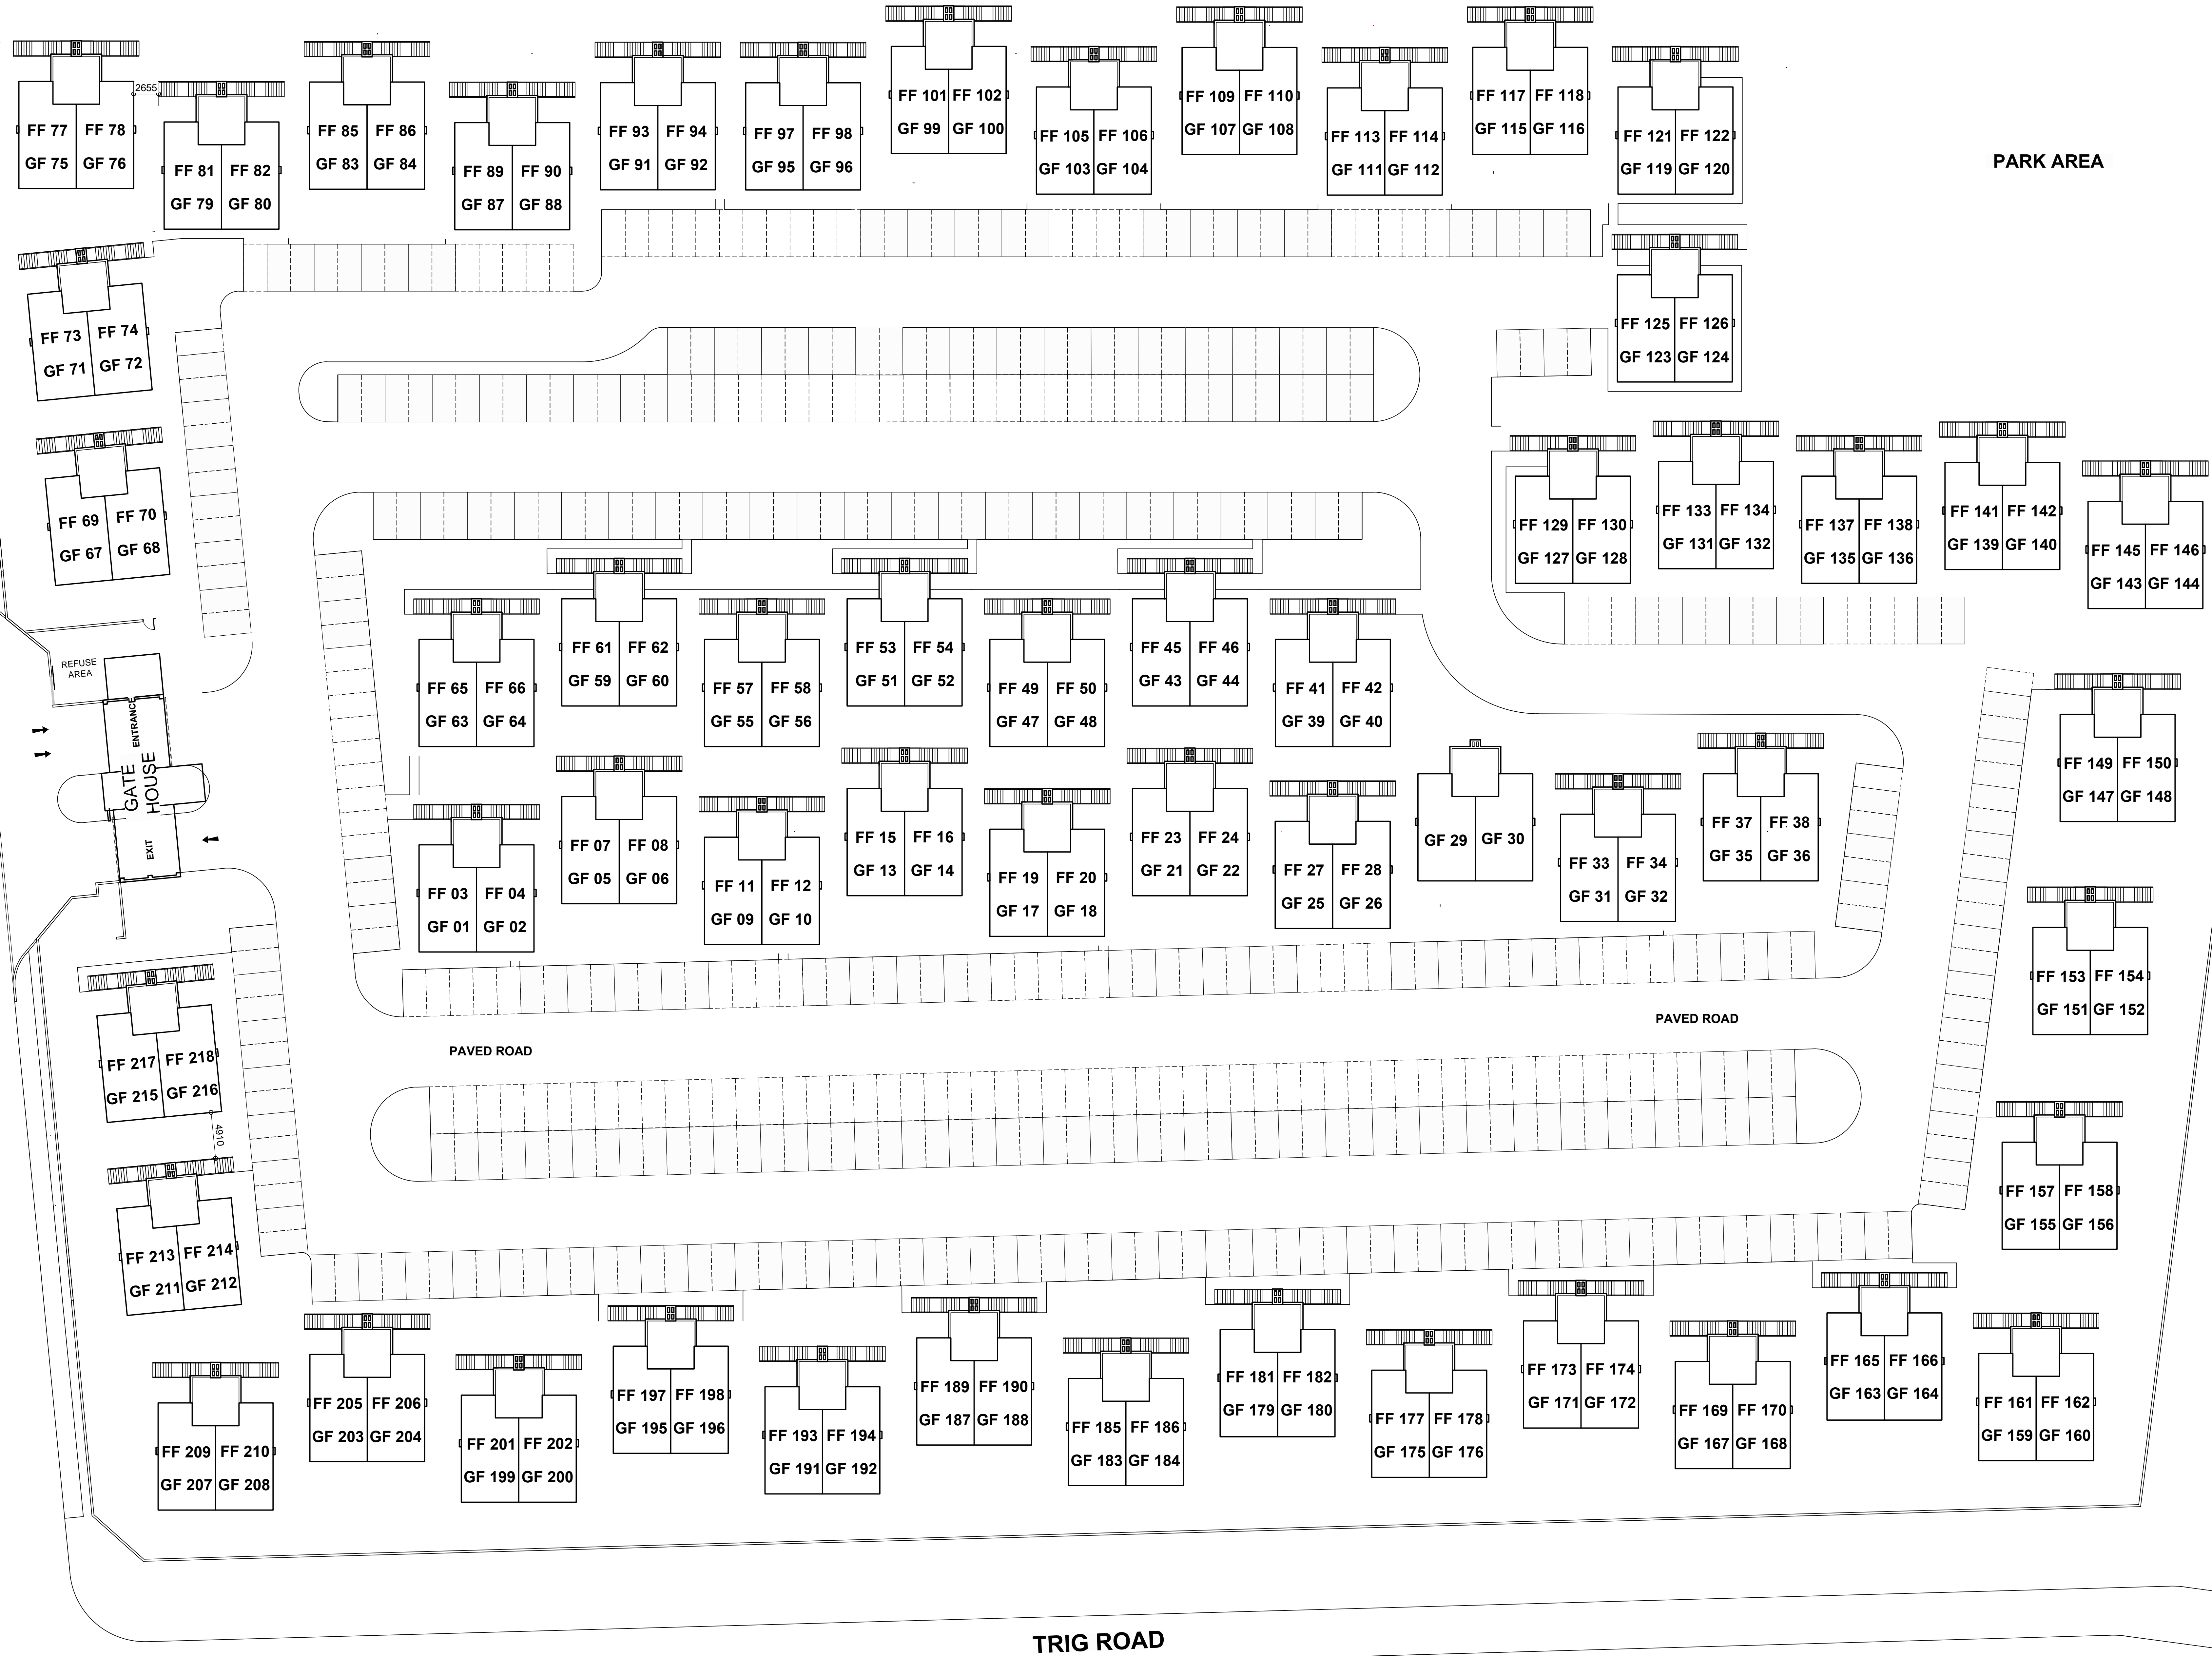 FF 77 FF 78
GF 75 GF 76
2655
FF 81 FF 82
GF 79 GF 80
FF 85 FF 86
GF 83 GF 84
FF 89 FF 90
GF 87 GF 88
FF 93 FF 94
GF 91 GF 92
FF 97 FF 98
GF 95 GF 96
FF 101 FF 102
GF 99 GF 100
FF 105 FF 106
GF 103 GF 104
FF 109 FF 110
GF 107 GF 108
FF 113 FF 114
GF 111 GF 112
FF 117 FF 118
GF 115 GF 116
FF 121 FF 122
GF 119 GF 120
PARK AREA
FF 73 FF 74
GF 71 GF 72
FF 125 FF 126
GF 123 GF 124
FF 69 FF 70
GF 67 GF 68
FF 129 FF 130
GF 127 GF 128
FF 133 FF 134
GF 131 GF 132
FF 137 FF 138
GF 135 GF 136
FF 141 FF 142
GF 139 GF 140
FF 145 FF 146
GF 143 GF 144
REFUSE
AREA
ENTRANCE
GATE
HOUSE
EXIT
FF 65 FF 66
GF 63 GF 64
FF 61 FF 62
GF 59 GF 60
FF 57 FF 58
GF 55 GF 56
FF 53 FF 54
GF 51 GF 52
FF 49 FF 50
GF 47 GF 48
FF 45 FF 46
GF 43 GF 44
FF 41 FF 42
GF 39 GF 40
FF 03 FF 04
GF 01 GF 02
FF 07 FF 08
GF 05 GF 06
FF 11 FF 12
GF 09 GF 10
FF 15 FF 16
GF 13 GF 14
FF 19 FF 20
GF 17 GF 18
FF 23 FF 24
GF 21 GF 22
FF 27 FF 28
GF 25 GF 26
GF 29 GF 30
FF 33 FF 34
GF 31 GF 32
FF 37 FF 38
GF 35 GF 36
FF 149 FF 150
GF 147 GF 148
FF 153 FF 154
GF 151 GF 152
PAVED ROAD
PAVED ROAD
FF 217 FF 218
GF 215 GF 216
4910
FF 213 FF 214
GF 211 GF 212
FF 157 FF 158
GF 155 GF 156
FF 209 FF 210
GF 207 GF 208
FF 205 FF 206
GF 203 GF 204
FF 201 FF 202
GF 199 GF 200
FF 197 FF 198
GF 195 GF 196
FF 193 FF 194
GF 191 GF 192
FF 189 FF 190
GF 187 GF 188
FF 185 FF 186
GF 183 GF 184
FF 181 FF 182
GF 179 GF 180
FF 177 FF 178
GF 175 GF 176
FF 173 FF 174
GF 171 GF 172
FF 169 FF 170
GF 167 GF 168
FF 165 FF 166
GF 163 GF 164
FF 161 FF 162
GF 159 GF 160
TRIG ROAD